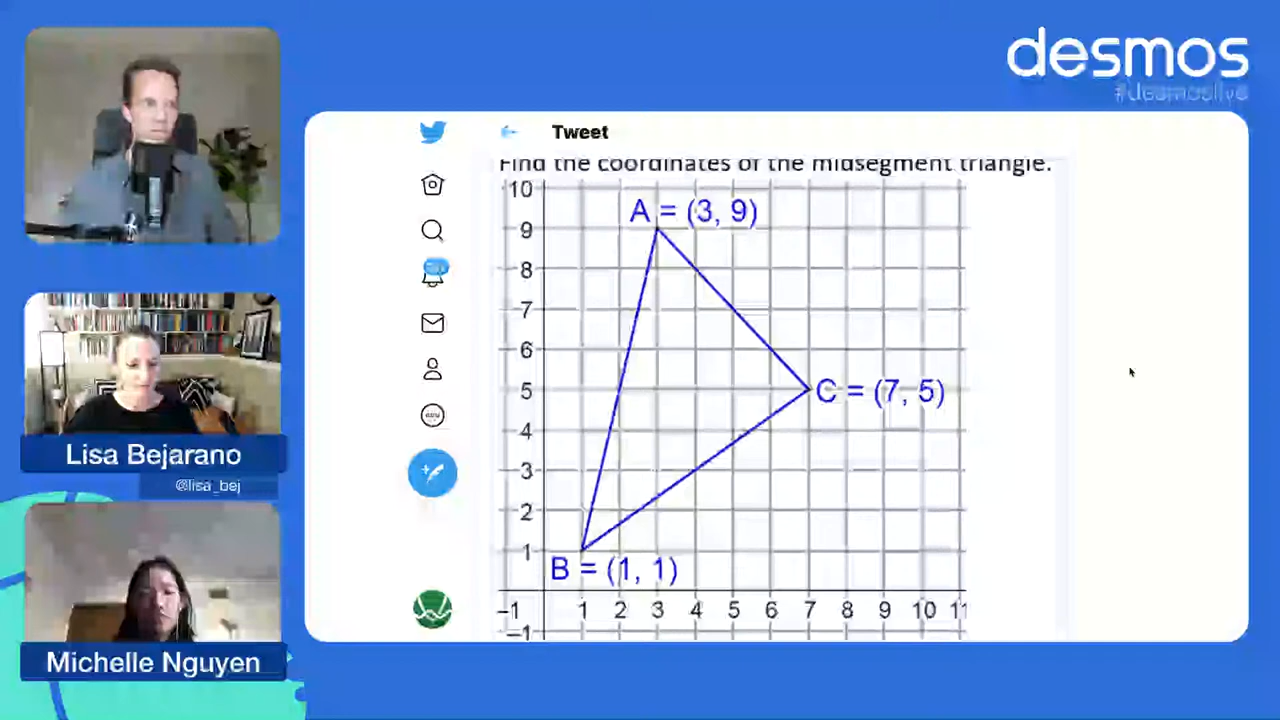 desmos
#desmoslive
Tweet
Find the coordinates of the midsegment triangle.
10
A = (3, 9)
9
8
7
6
5
C = (7, 5)
4
3
2
1
B = (1, 1)
−1 1 2 3 4 5 6 7 8 9 10 11
−1
Lisa Bejarano
@lisa_bej
Michelle Nguyen